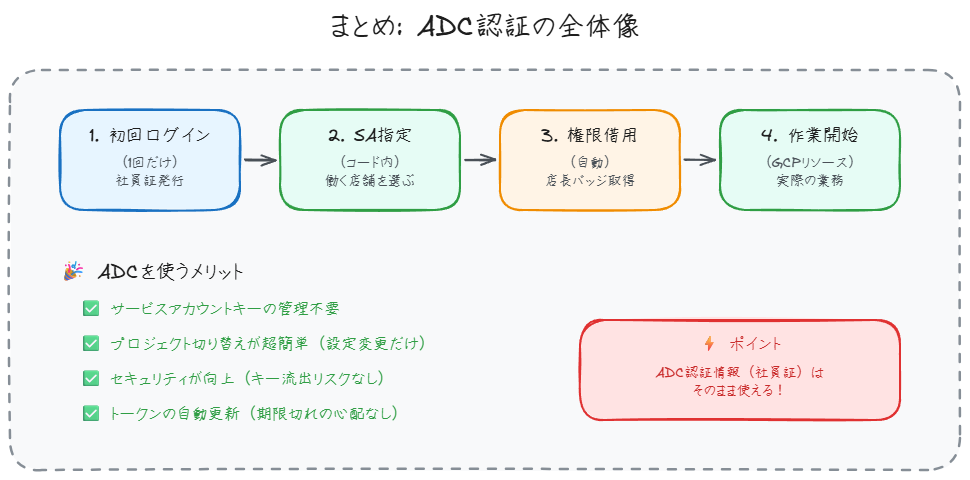 まとめ: ADC認証の全体像
1. 初回ログイン
（1回だけ）
社員証発行
2. SA指定
（コード内）
働く店舗を選ぶ
3. 権限借用
（自動）
店長バッジ取得
4. 作業開始
（GCPリソース）
実際の業務
🎉 ADCを使うメリット
✅ サービスアカウントキーの管理不要
✅ プロジェクト切り替えが超簡単（設定変更だけ）
✅ セキュリティが向上（キー流出リスクなし）
✅ トークンの自動更新（期限切れの心配なし）
⚡ ポイント
ADC認証情報（社員証）は
そのまま使える！